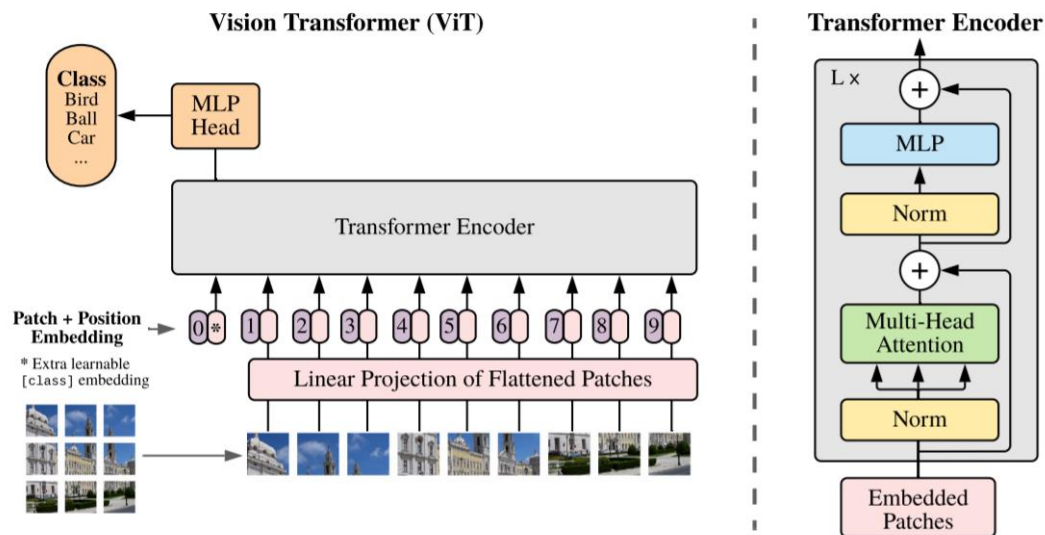 Vision Transformer (ViT)
Class
Bird
Ball
Car
...
MLP
Head
Transformer Encoder
0 * 1 2 3 4 5 6 7 8 9
Patch + Position
Embedding
* Extra learnable
[class] embedding
Linear Projection of Flattened Patches
Transformer Encoder
L ×
+
MLP
Norm
+
Multi-Head
Attention
Norm
Embedded
Patches